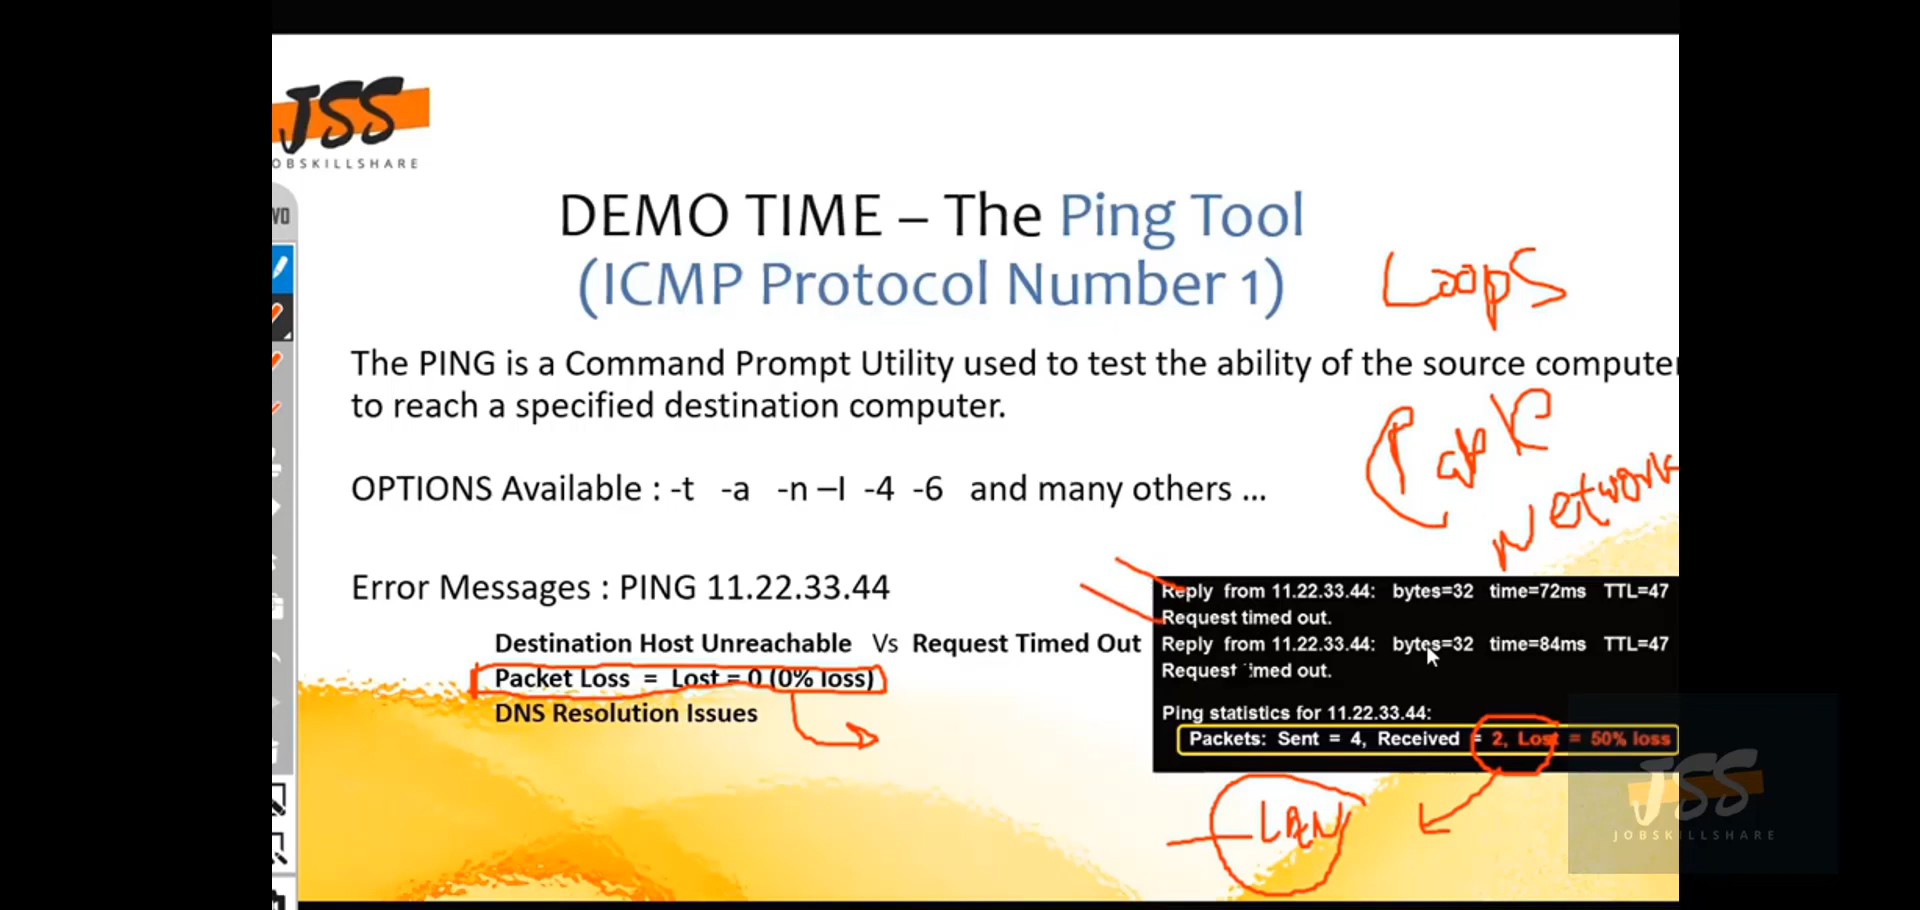 JSS
OBSKILLSHARE
VO
DEMO TIME – The Ping Tool
(ICMP Protocol Number 1)
Loops
The PING is a Command Prompt Utility used to test the ability of the source compute
to reach a specified destination computer.
OPTIONS Available : -t -a -n –l -4 -6 and many others ...
Network
Error Messages : PING 11.22.33.44
Destination Host Unreachable Vs Request Timed Out
Packet Loss = Lost = 0 (0% loss)
DNS Resolution Issues
Reply from 11.22.33.44: bytes=32 time=72ms TTL=47
Request timed out.
Reply from 11.22.33.44: bytes=32 time=84ms TTL=47
Request timed out.
Ping statistics for 11.22.33.44:
Packets: Sent = 4, Received = 2, Lost = 50% loss
LAN
JSS
JOBSKILLSHARE